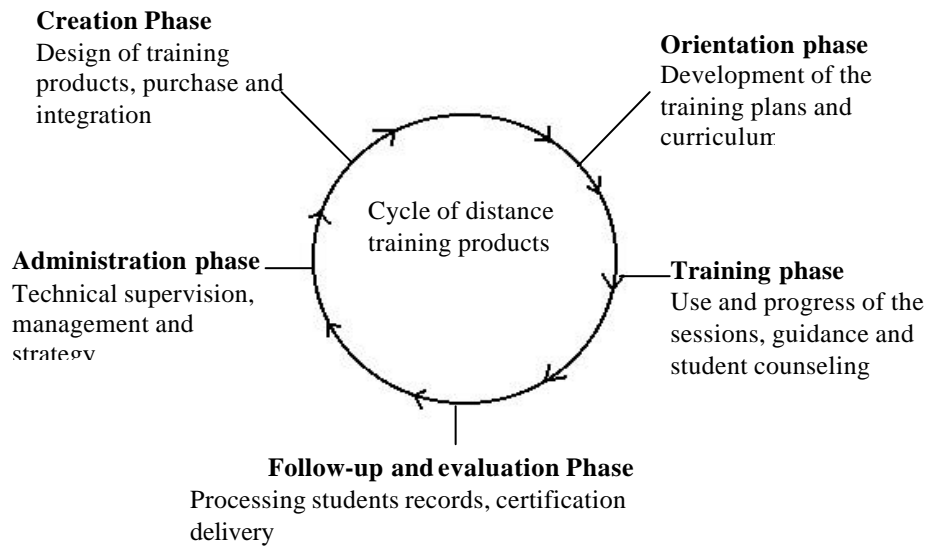 Creation Phase
Design of training
products, purchase and
integration
Orientation phase
Development of the
training plans and
curriculum
Cycle of distance
training products
Administration phase
Technical supervision,
management and
strategy
Training phase
Use and progress of the
sessions, guidance and
student counseling
Follow-up and evaluation Phase
Processing students records, certification
delivery